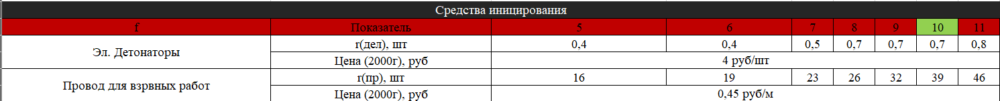 Средства иницирования
f Показатель 5 6 7 8 9 10 11
Эл. Детонаторы
r(дел), шт 0,4 0,4 0,5 0,7 0,7 0,7 0,8
Цена (2000г), руб 4 руб/шт
Провод для взрвных работ
r(пр), шт 16 19 23 26 32 39 46
Цена (2000г), руб 0,45 руб/м